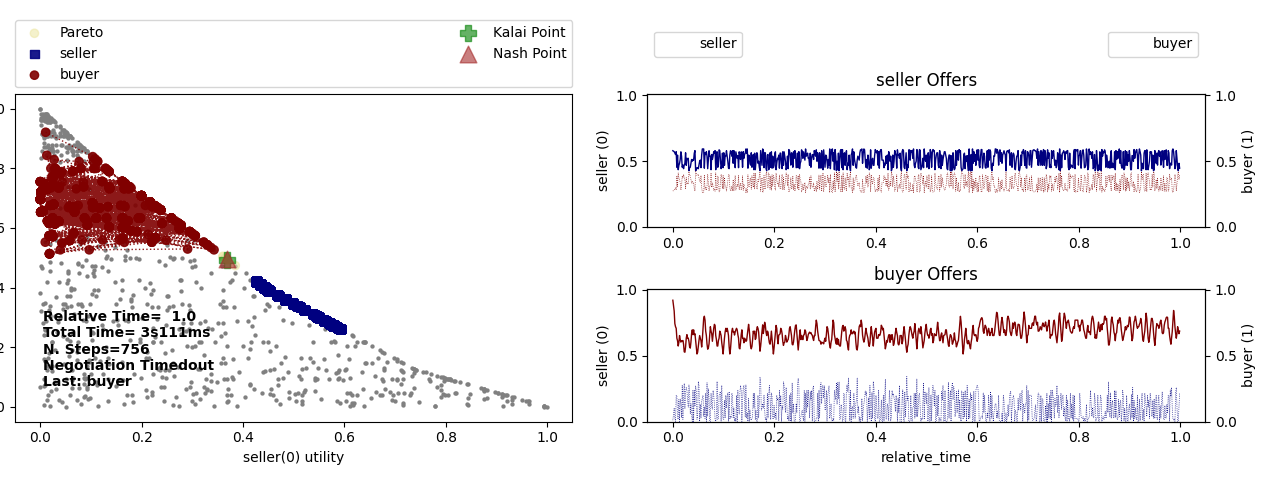 Pareto
seller
buyer
Kalai Point
Nash Point
0
8
6
4
2
0
Relative Time= 1.0
Total Time= 3s111ms
N. Steps=756
Negotiation Timedout
Last: buyer
0.0 0.2 0.4 0.6 0.8 1.0
seller(0) utility
seller
buyer
seller Offers
1.0
0.5
0.0
seller (0)
1.0
0.5
0.0
buyer (1)
0.0 0.2 0.4 0.6 0.8 1.0
buyer Offers
1.0
0.5
0.0
seller (0)
1.0
0.5
0.0
buyer (1)
0.0 0.2 0.4 0.6 0.8 1.0
relative_time